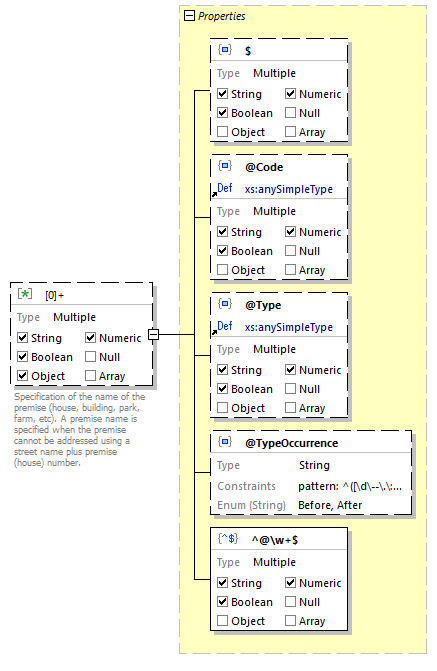 Properties
$
Type Multiple
String Numeric
Boolean Null
Object Array
@Code
Def xs:anySimpleType
Type Multiple
String Numeric
Boolean Null
Object Array
[0]+
Type Multiple
String Numeric
Boolean Null
Object Array
Specification of the name of the
premise (house, building, park,
farm, etc). A premise name is
specified when the premise
cannot be addressed using a
street name plus premise
(house) number.
@Type
Def xs:anySimpleType
Type Multiple
String Numeric
Boolean Null
Object Array
@TypeOccurrence
Type String
Constraints pattern: ^([\d\--\.\:...
Enum (String) Before, After
{^$} ^@\w+$
Type Multiple
String Numeric
Boolean Null
Object Array